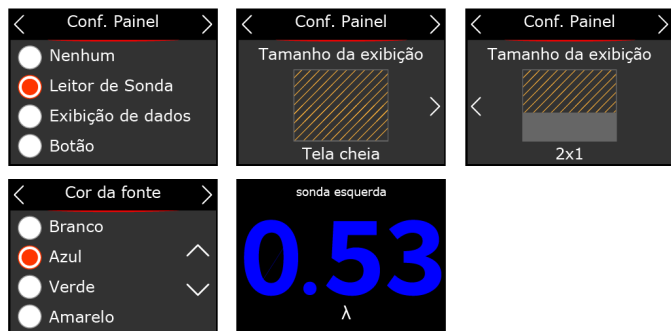 Conf. Painel
Nenhum
Leitor de Sonda
Exibição de dados
Botão
Conf. Painel
Tamanho da exibição
Tela cheia
Conf. Painel
Tamanho da exibição
2x1
Cor da fonte
Branco
Azul
Verde
Amarelo
sonda esquerda
0.53
λ